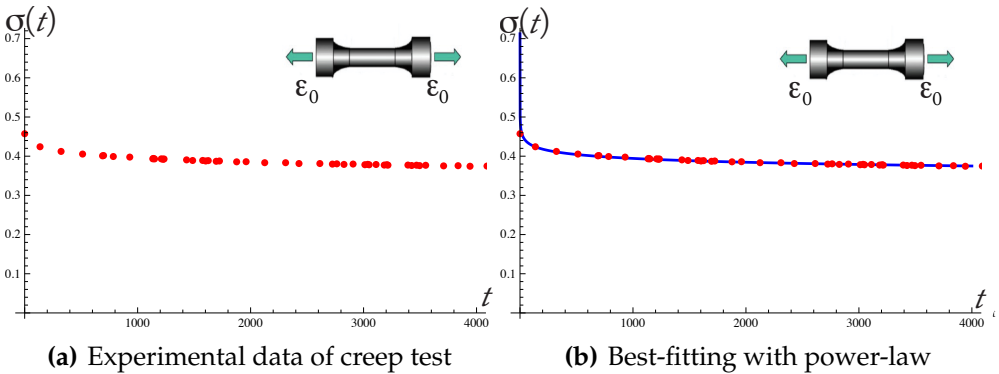 σ(t)
0.7
0.6
0.5
0.4
0.3
0.2
0.1
1000
2000
3000
4000
t
ε0
ε0
(a) Experimental data of creep test
σ(t)
0.7
0.6
0.5
0.4
0.3
0.2
0.1
1000
2000
3000
4000
t
ε0
ε0
(b) Best-fitting with power-law